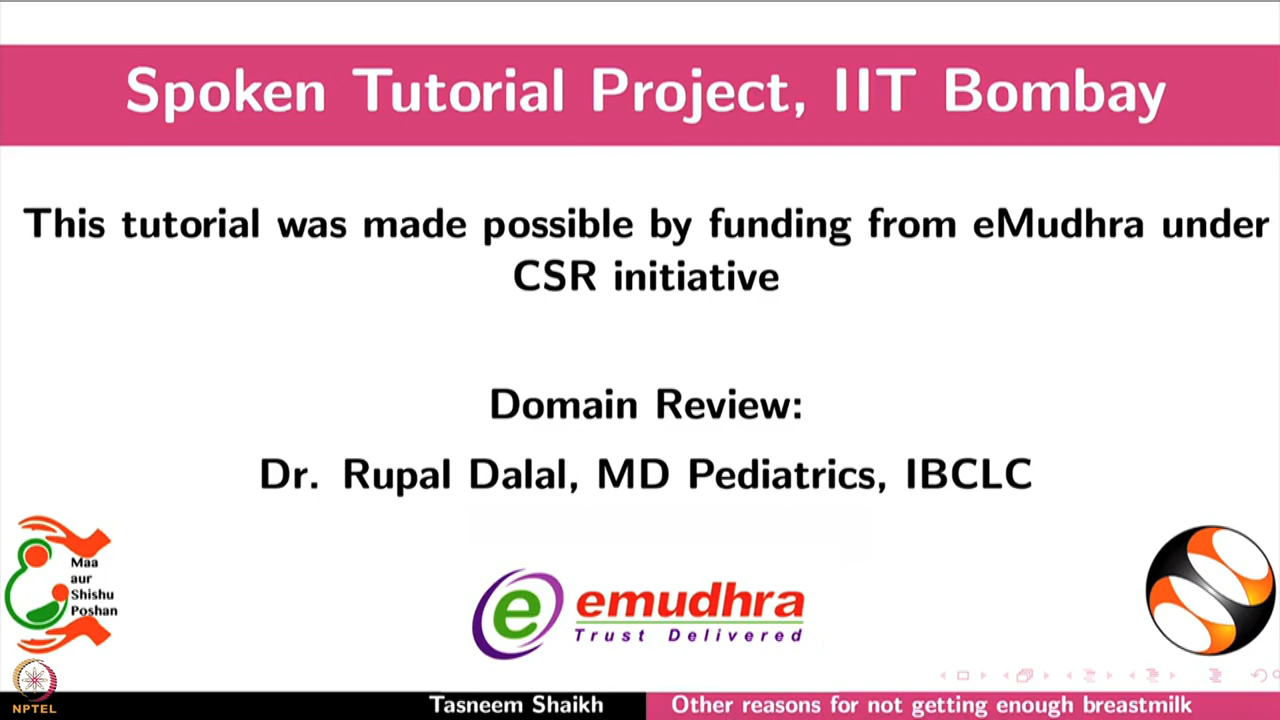 Spoken Tutorial Project, IIT Bombay
This tutorial was made possible by funding from eMudhra under
CSR initiative
Domain Review:
Dr. Rupal Dalal, MD Pediatrics, IBCLC
Maa
aur
Shishu
Poshan
e emudhra
Trust Delivered
NPTEL
Tasneem Shaikh
Other reasons for not getting enough breastmilk